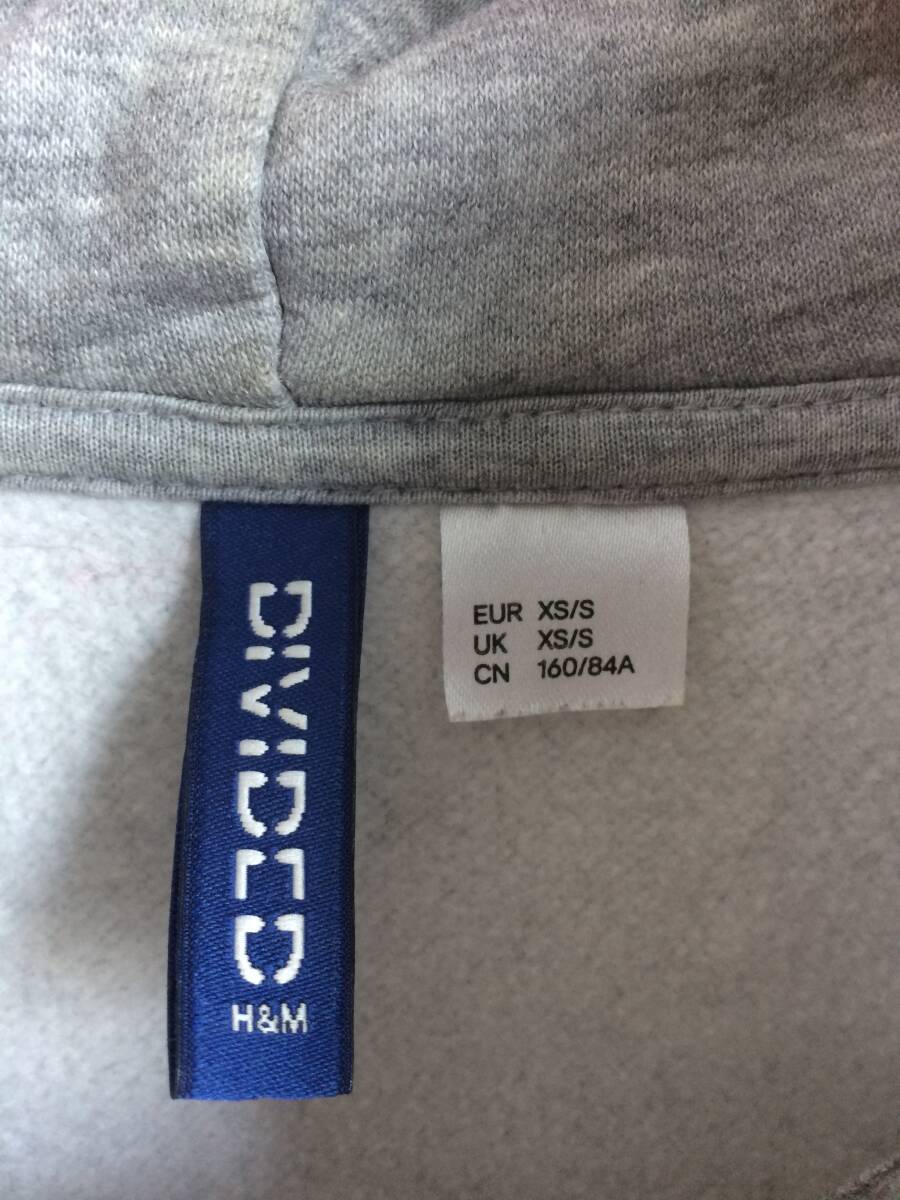 DIVIDED
H&M
EUR XS/S
UK XS/S
CN 160/84A